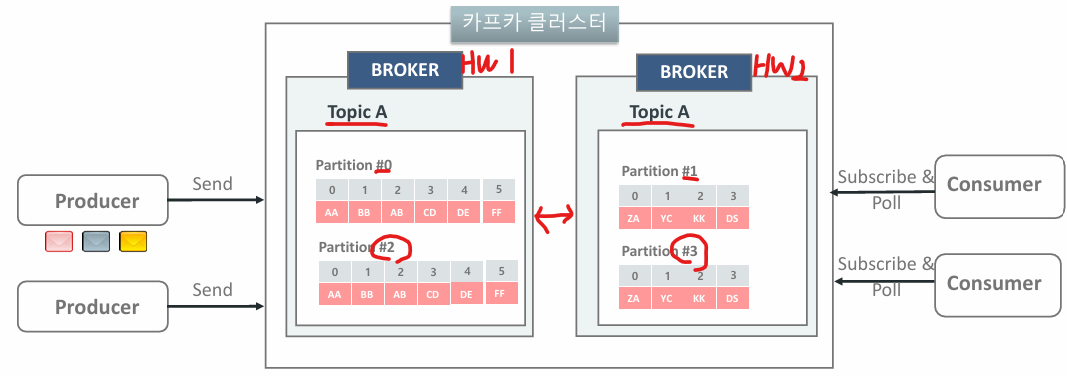 카프카 클러스터
BROKER HW 1
Topic A
Partition #0
0 1 2 3 4 5
AA BB AB CD DE FF
Partition #2
0 1 2 3 4 5
AA BB AB CD DE FF
BROKER HW2
Topic A
Partition #1
0 1 2 3
ZA YC KK DS
Partition #3
0 1 2 3
ZA YC KK DS
Producer
Send
Producer
Send
Subscribe &
Poll
Consumer
Subscribe &
Poll
Consumer